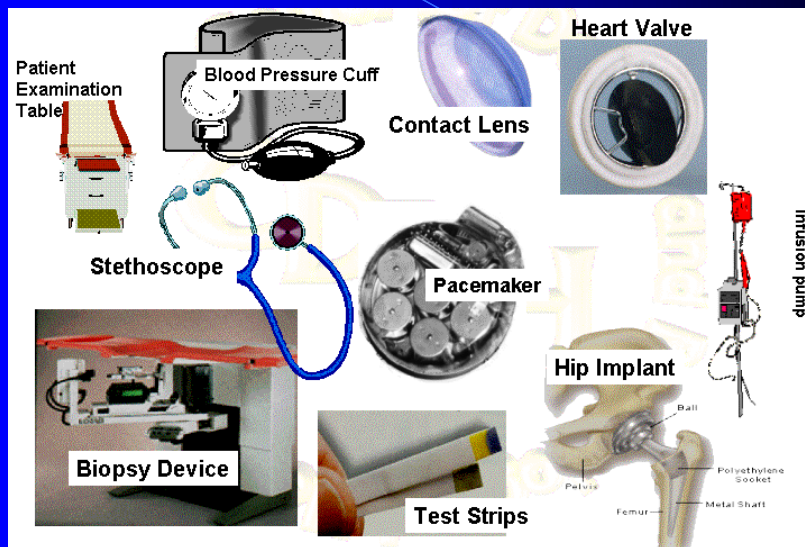 Patient
Examination
Table
Blood Pressure Cuff
Contact Lens
Heart Valve
Stethoscope
Pacemaker
Infusion pump
Biopsy Device
Test Strips
Hip Implant
Ball
Pelvis
Polyethylene
Socket
Metal Shaft
Femur